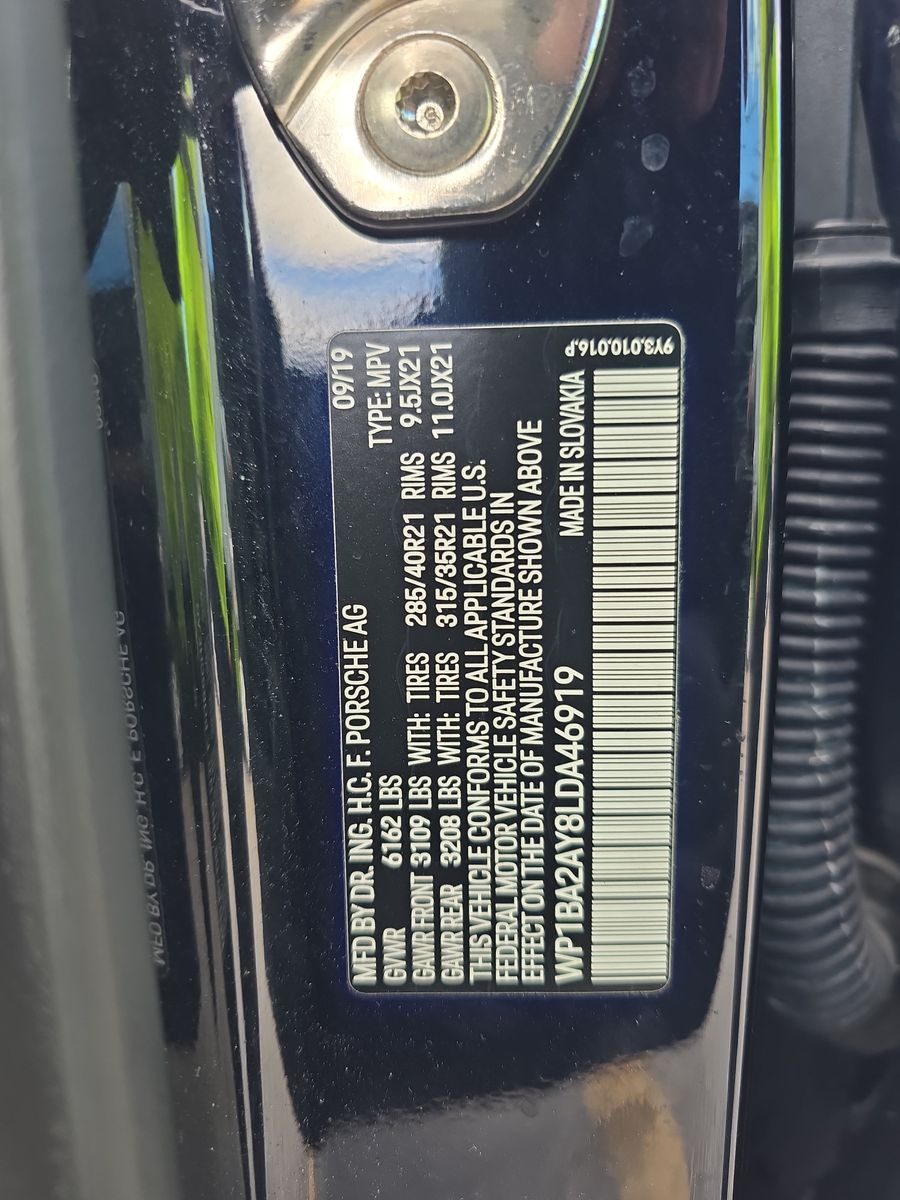 MFD BY DR. ING. H.C. F. PORSCHE AG 09/19
GVWR 6162 LBS TYPE: MPV
GAWR FRONT 3109 LBS WITH: TIRES 285/40R21 RIMS 9.5JX21
GAWR REAR 3208 LBS WITH: TIRES 315/35R21 RIMS 11.0JX21
THIS VEHICLE CONFORMS TO ALL APPLICABLE U.S.
FEDERAL MOTOR VEHICLE SAFETY STANDARDS IN
EFFECT ON THE DATE OF MANUFACTURE SHOWN ABOVE
WP1BA2AY8LDA46919 MADE IN SLOVAKIA
9Y3.010.016.P